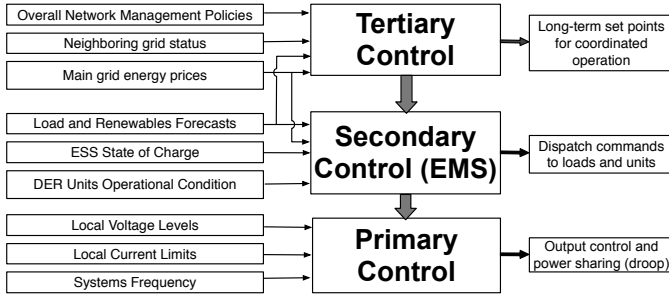 Overall Network Management Policies
Neighboring grid status
Main grid energy prices
Tertiary
Control
Long-term set points
for coordinated
operation
Load and Renewables Forecasts
ESS State of Charge
DER Units Operational Condition
Secondary
Control (EMS)
Dispatch commands
to loads and units
Local Voltage Levels
Local Current Limits
Systems Frequency
Primary
Control
Output control and
power sharing (droop)